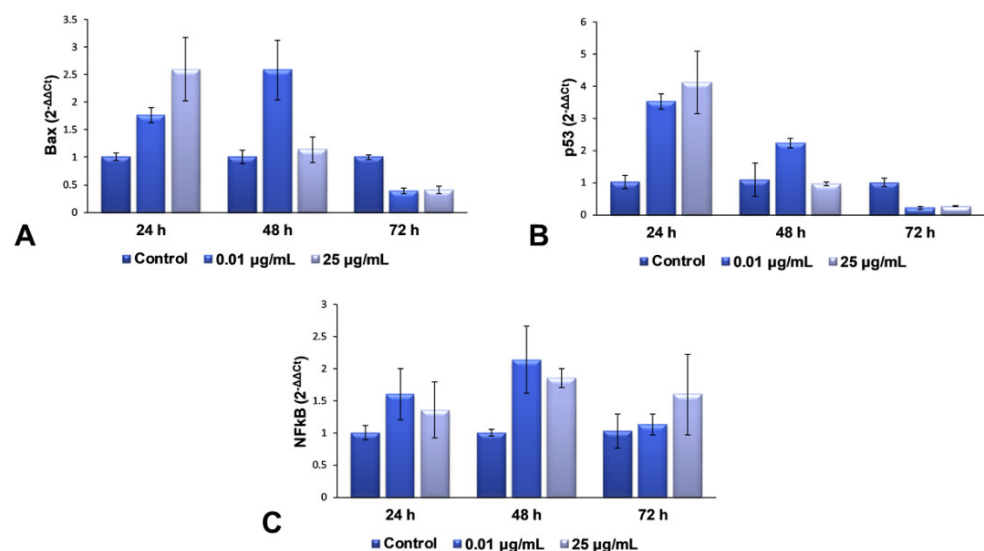 Bax (2^-ΔΔCt)
3.5
3
2.5
2
1.5
1
0.5
0
24 h 48 h 72 h
A
Control 0.01 µg/mL 25 µg/mL
p53 (2^-ΔΔCt)
6
5
4
3
2
1
0
24 h 48 h 72 h
B
Control 0.01 µg/mL 25 µg/mL
NFkB (2^-ΔΔCt)
3
2.5
2
1.5
1
0.5
0
24 h 48 h 72 h
C
Control 0.01 µg/mL 25 µg/mL